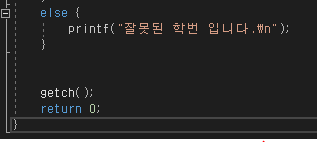 else {
printf("잘못된 학번 입니다.₩n");
}
getch();
return 0;
}